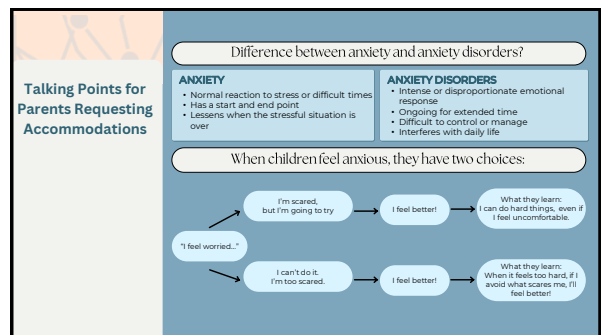 Talking Points for
Parents Requesting
Accommodations
Difference between anxiety and anxiety disorders?
ANXIETY
• Normal reaction to stress or difficult times
• Has a start and end point
• Lessens when the stressful situation is
over
ANXIETY DISORDERS
• Intense or disproportionate emotional
response
• Ongoing for extended time
• Difficult to control or manage
• Interferes with daily life
When children feel anxious, they have two choices:
"I feel worried..."
I'm scared,
but I'm going to try
I feel better!
What they learn:
I can do hard things, even if
I feel uncomfortable.
I can't do it.
I'm too scared.
I feel better!
What they learn:
When it feels too hard, if I
avoid what scares me, I'll
feel better!